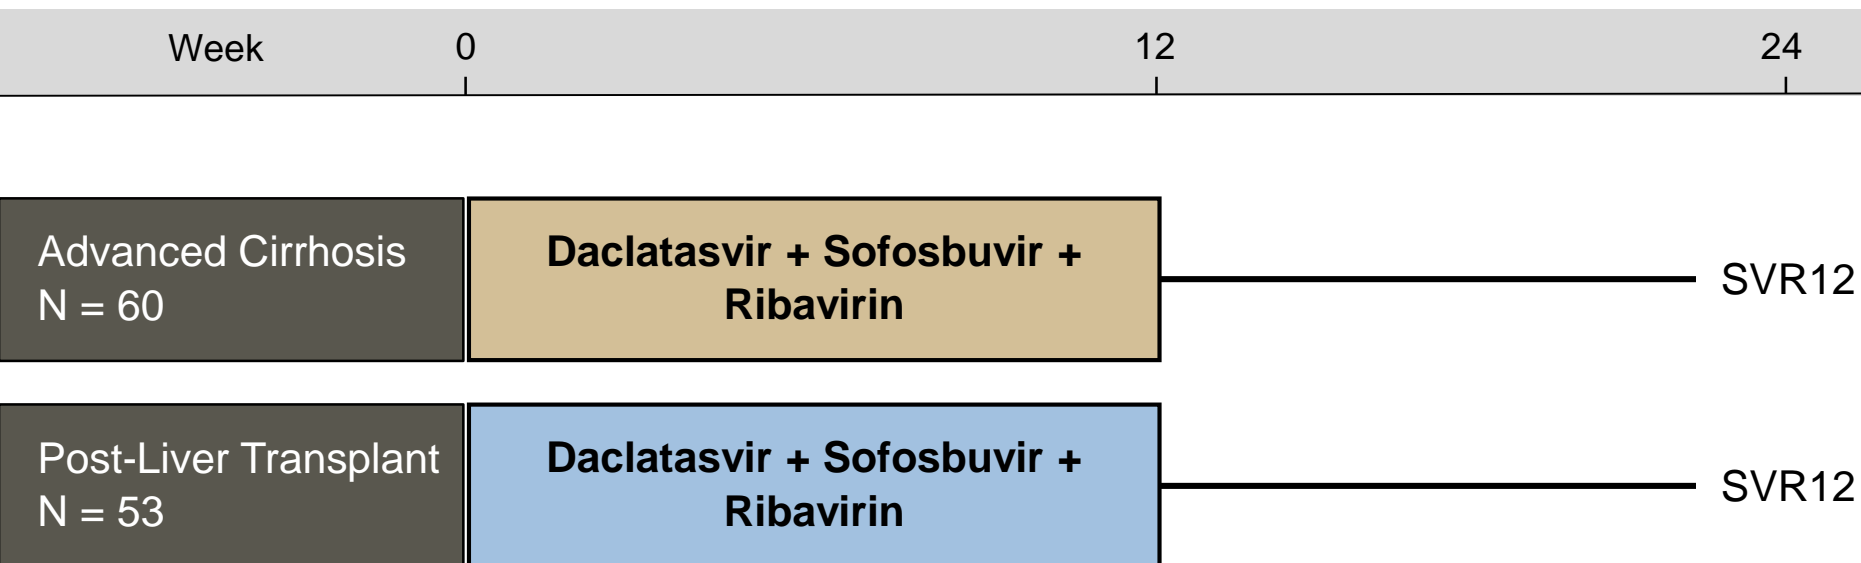 Week 0 12 24
Advanced Cirrhosis
N = 60
Daclatasvir + Sofosbuvir +
Ribavirin
SVR12
Post-Liver Transplant
N = 53
Daclatasvir + Sofosbuvir +
Ribavirin
SVR12